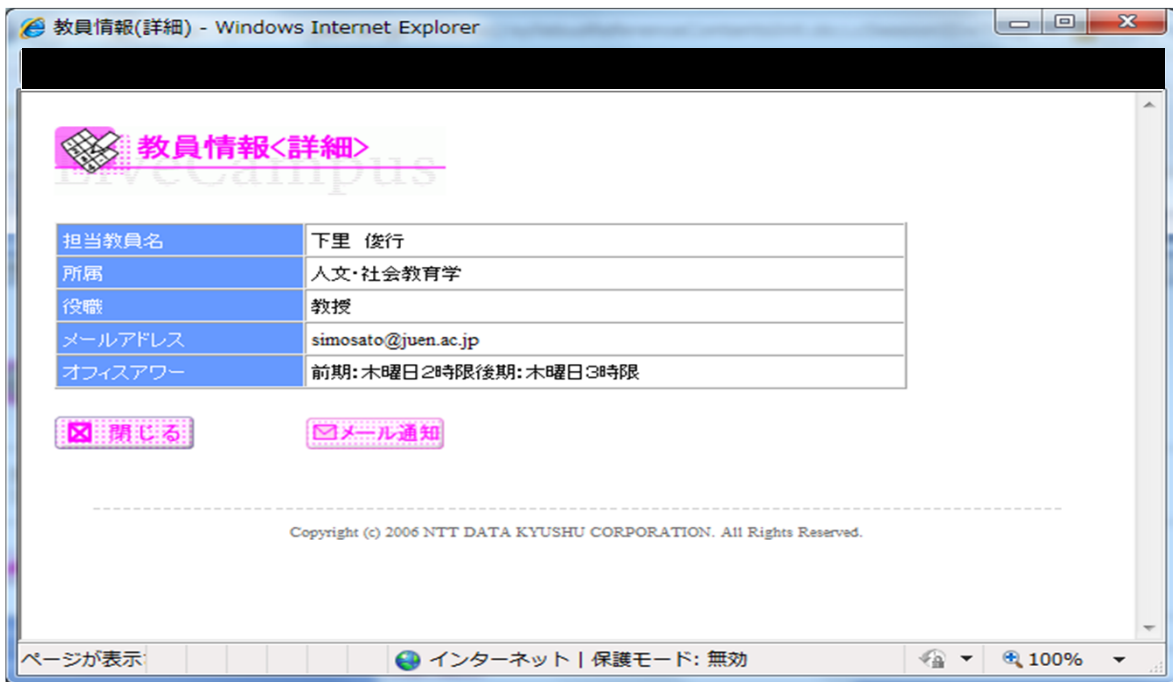 教員情報(詳細) - Windows Internet Explorer
教員情報<詳細>
LiveCampus
担当教員名 下里 俊行
所属 人文・社会教育学
役職 教授
メールアドレス simosato@juen.ac.jp
オフィスアワー 前期:木曜日2時限後期:木曜日3時限
閉じる メール通知
Copyright (c) 2006 NTT DATA KYUSHU CORPORATION. All Rights Reserved.
ページが表示 インターネット | 保護モード: 無効 100%